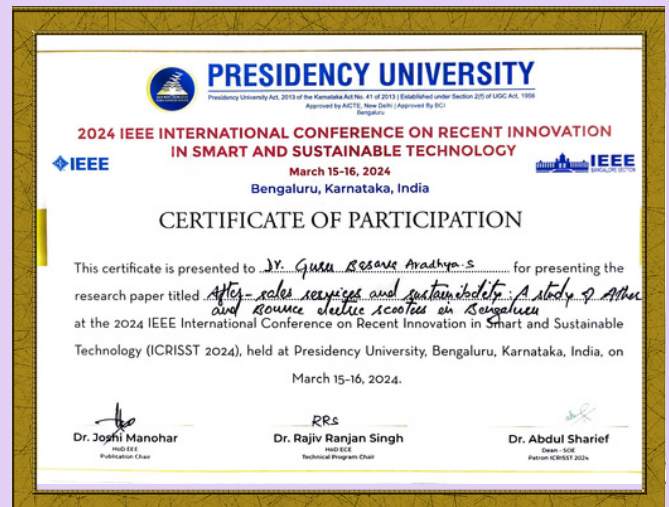 PRESIDENCY UNIVERSITY
Presidency University Act, 2013 of the Karnataka Act No. 41 of 2013 | Established under Section 2(f) of UGC Act, 1956
Approved by AICTE, New Delhi | Approved By BCI
Bengaluru
2024 IEEE INTERNATIONAL CONFERENCE ON RECENT INNOVATION
IN SMART AND SUSTAINABLE TECHNOLOGY
IEEE
March 15-16, 2024
IEEE
BANGALORE SECTION
Bengaluru, Karnataka, India
CERTIFICATE OF PARTICIPATION
This certificate is presented to Dr. Guru Basava Aradhya.S for presenting the
research paper titled After-sales services and sustainability: A study of Ather
and Bounce electric scooters in Bengaluru
at the 2024 IEEE International Conference on Recent Innovation in Smart and Sustainable
Technology (ICRISST 2024), held at Presidency University, Bengaluru, Karnataka, India, on
March 15-16, 2024.
RRS
Dr. Joshi Manohar
HoD EEE
Publication Chair
Dr. Rajiv Ranjan Singh
HoD ECE
Technical Program Chair
Dr. Abdul Sharief
Dean - SOE
Patron ICRISST 2024